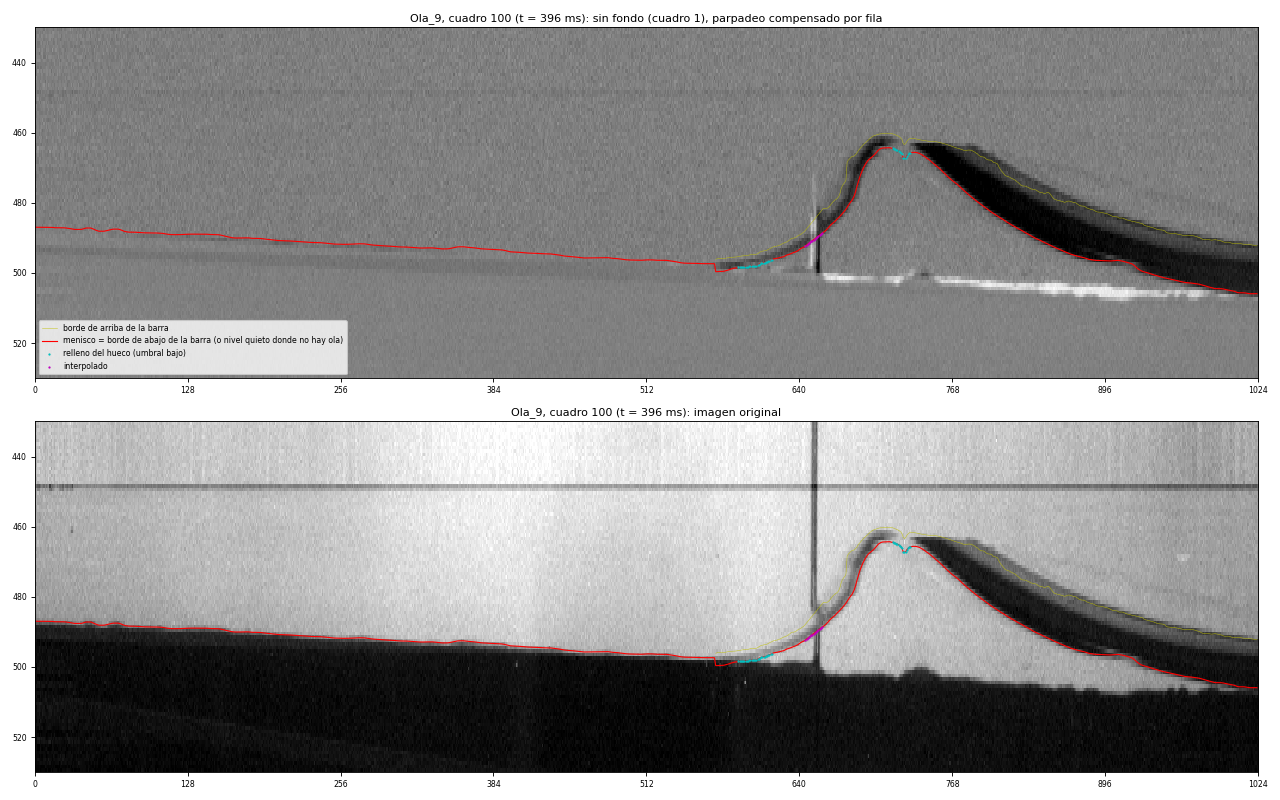 Ola_9, cuadro 100 (t = 396 ms): sin fondo (cuadro 1), parpadeo compensado por fila
440
460
480
500
520
borde de arriba de la barra
menisco = borde de abajo de la barra (o nivel quieto donde no hay ola)
relleno del hueco (umbral bajo)
interpolado
0 128 256 384 512 640 768 896 1024
Ola_9, cuadro 100 (t = 396 ms): imagen original
440
460
480
500
520
0 128 256 384 512 640 768 896 1024